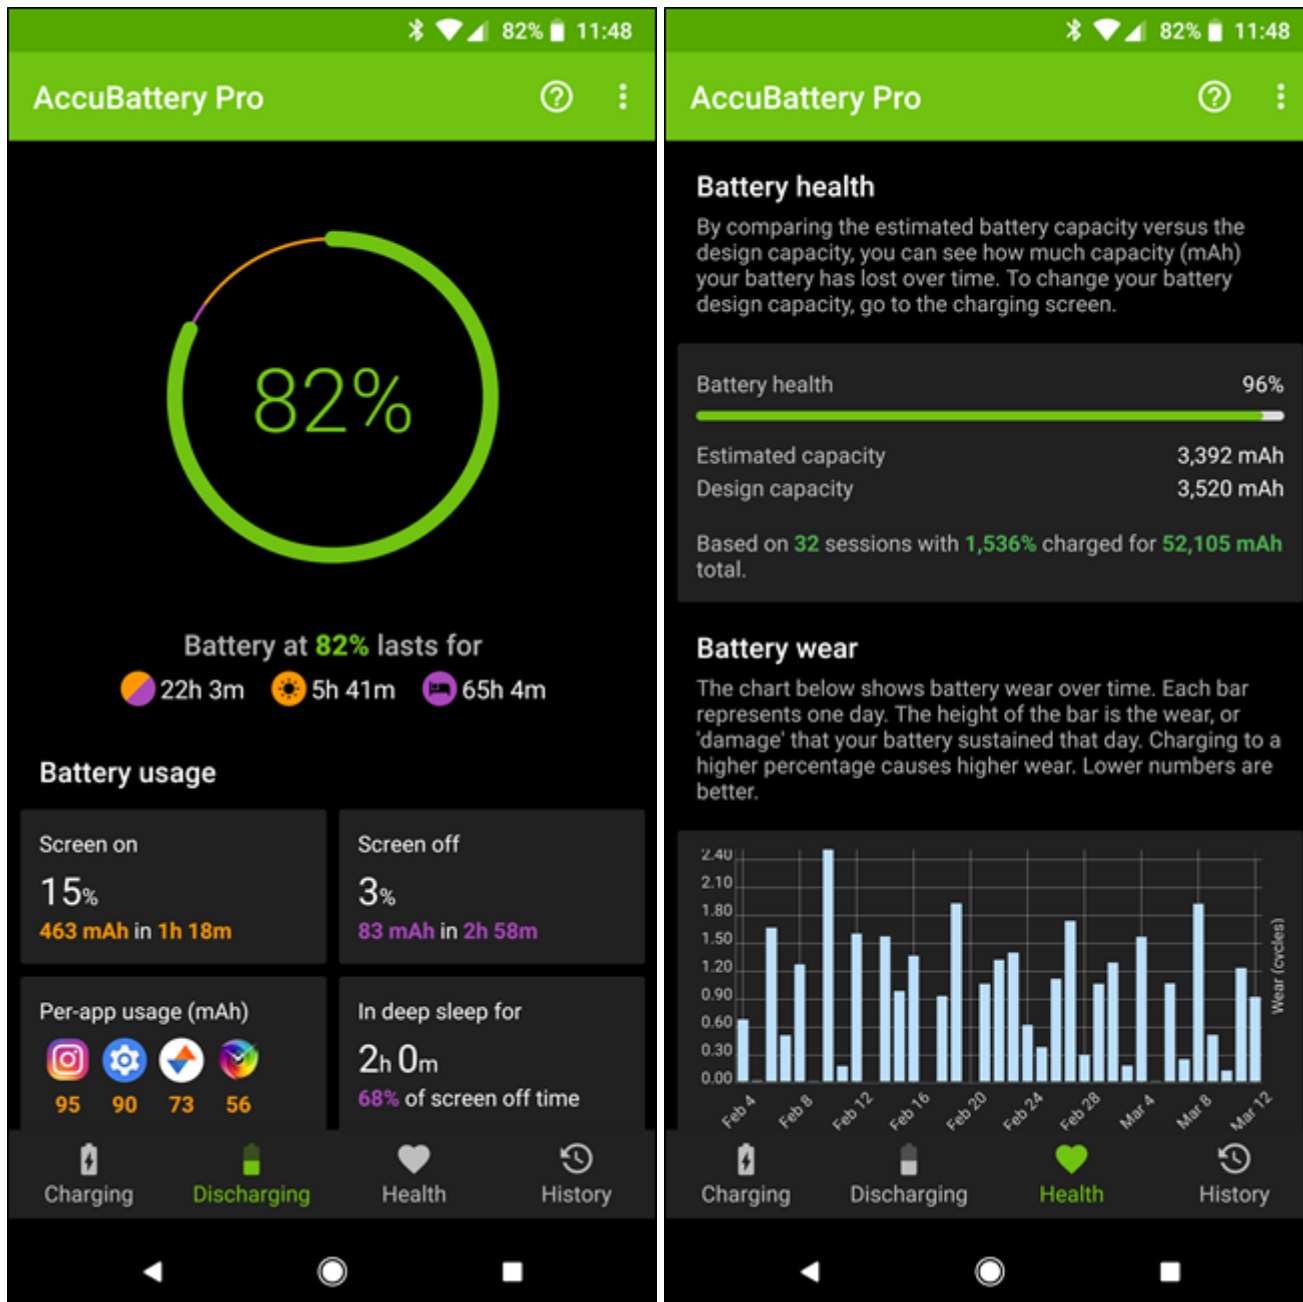 82% 11:48
AccuBattery Pro
82%
Battery at 82% lasts for
22h 3m 5h 41m 65h 4m
Battery usage
Screen on
15%
463 mAh in 1h 18m
Screen off
3%
83 mAh in 2h 58m
Per-app usage (mAh)
95 90 73 56
In deep sleep for
2h 0m
68% of screen off time
Charging Discharging Health History
82% 11:48
AccuBattery Pro
Battery health
By comparing the estimated battery capacity versus the
design capacity, you can see how much capacity (mAh)
your battery has lost over time. To change your battery
design capacity, go to the charging screen.
Battery health 96%
Estimated capacity 3,392 mAh
Design capacity 3,520 mAh
Based on 32 sessions with 1,536% charged for 52,105 mAh
total.
Battery wear
The chart below shows battery wear over time. Each bar
represents one day. The height of the bar is the wear, or
'damage' that your battery sustained that day. Charging to a
higher percentage causes higher wear. Lower numbers are
better.
2.40
2.10
1.80
1.50
1.20
0.90
0.60
0.30
0.00
Wear (cycles)
Feb 4 Feb 8 Feb 12 Feb 16 Feb 20 Feb 24 Feb 28 Mar 4 Mar 8 Mar 12
Charging Discharging Health History